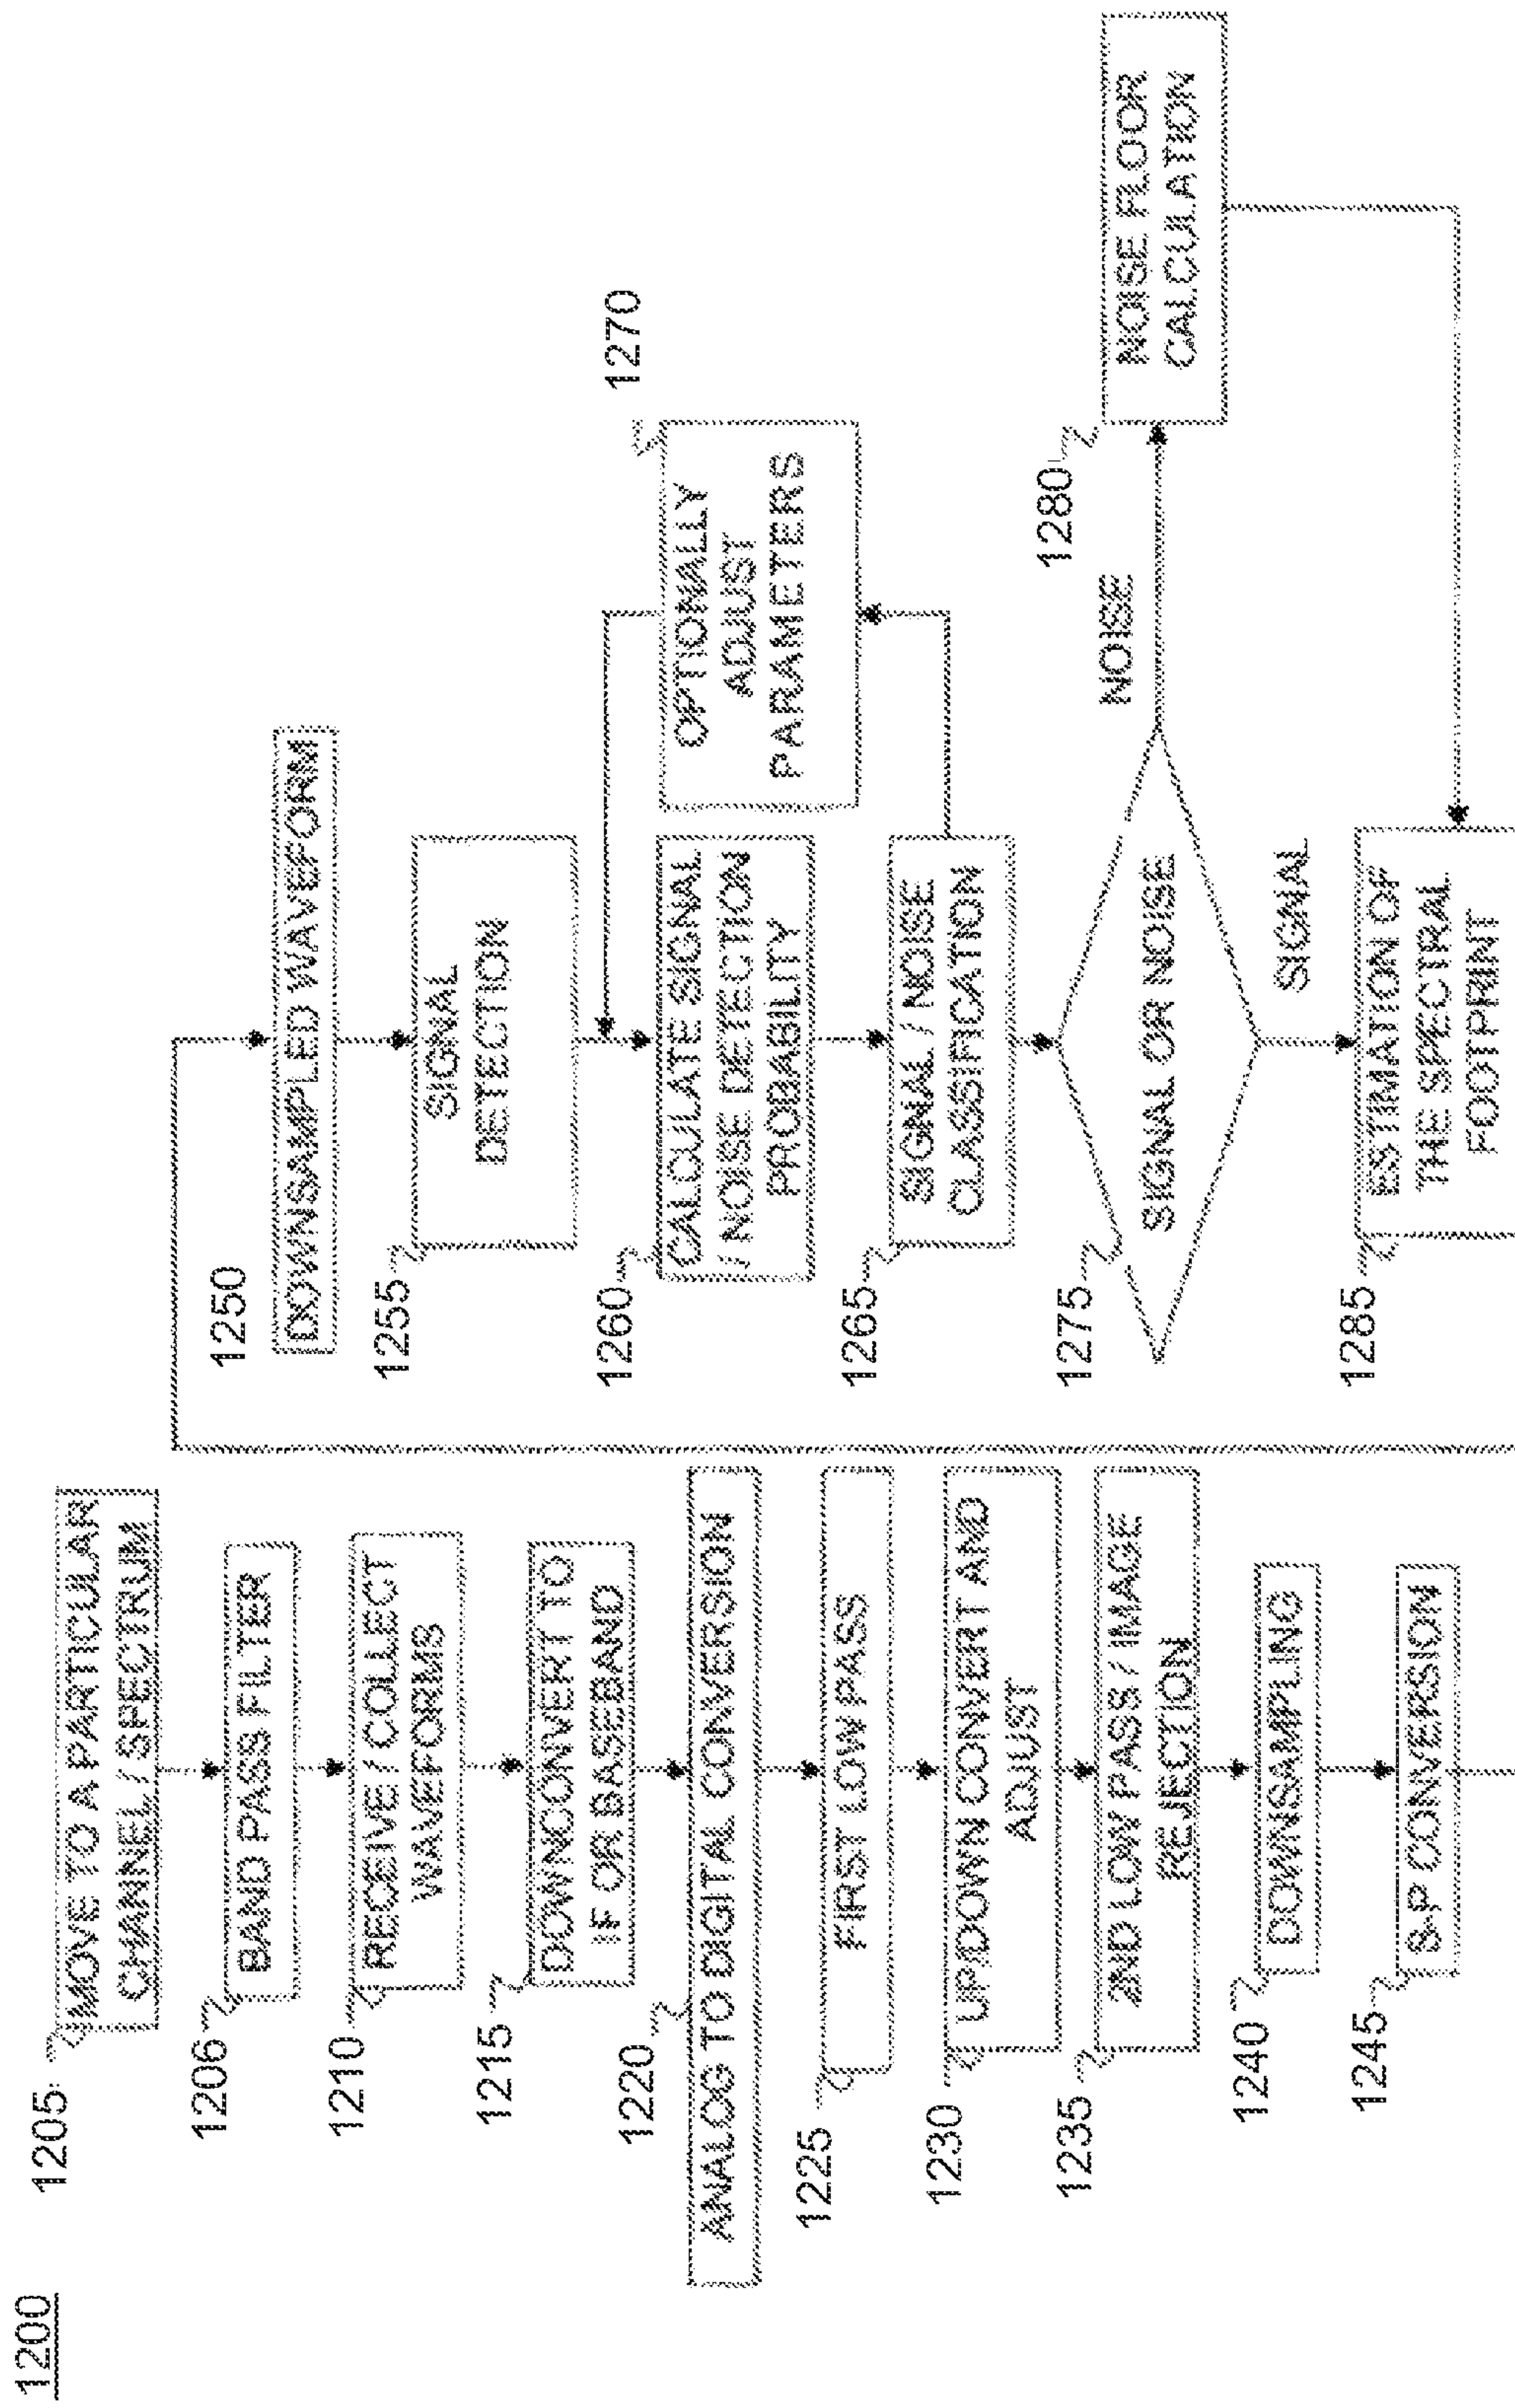 1200
1205
MOVE TO A PARTICULAR
CHANNEL / SPECTRUM
1206
BAND PASS FILTER
1210
RECEIVE / COLLECT
WAVEFORMS
1215
DOWNCONVERT TO
IF OR BASEBAND
1220
ANALOG TO DIGITAL CONVERSION
1225
FIRST LOW PASS
1230
UP/DOWN CONVERT AND
ADJUST
1235
2ND LOW PASS / IMAGE
REJECTION
1240
DOWNSAMPLING
1245
S-P CONVERSION
1250
DOWNSAMPLED WAVEFORM
1255
SIGNAL
DETECTION
1260
CALCULATE SIGNAL
/ NOISE DETECTION
PROBABILITY
1265
SIGNAL / NOISE
CLASSIFICATION
1270
OPTIONALLY
ADJUST
PARAMETERS
1275
SIGNAL OR NOISE
NOISE
1280
NOISE FLOOR
CALCULATION
SIGNAL
1285
ESTIMATION OF
THE SPECTRAL
FOOTPRINT